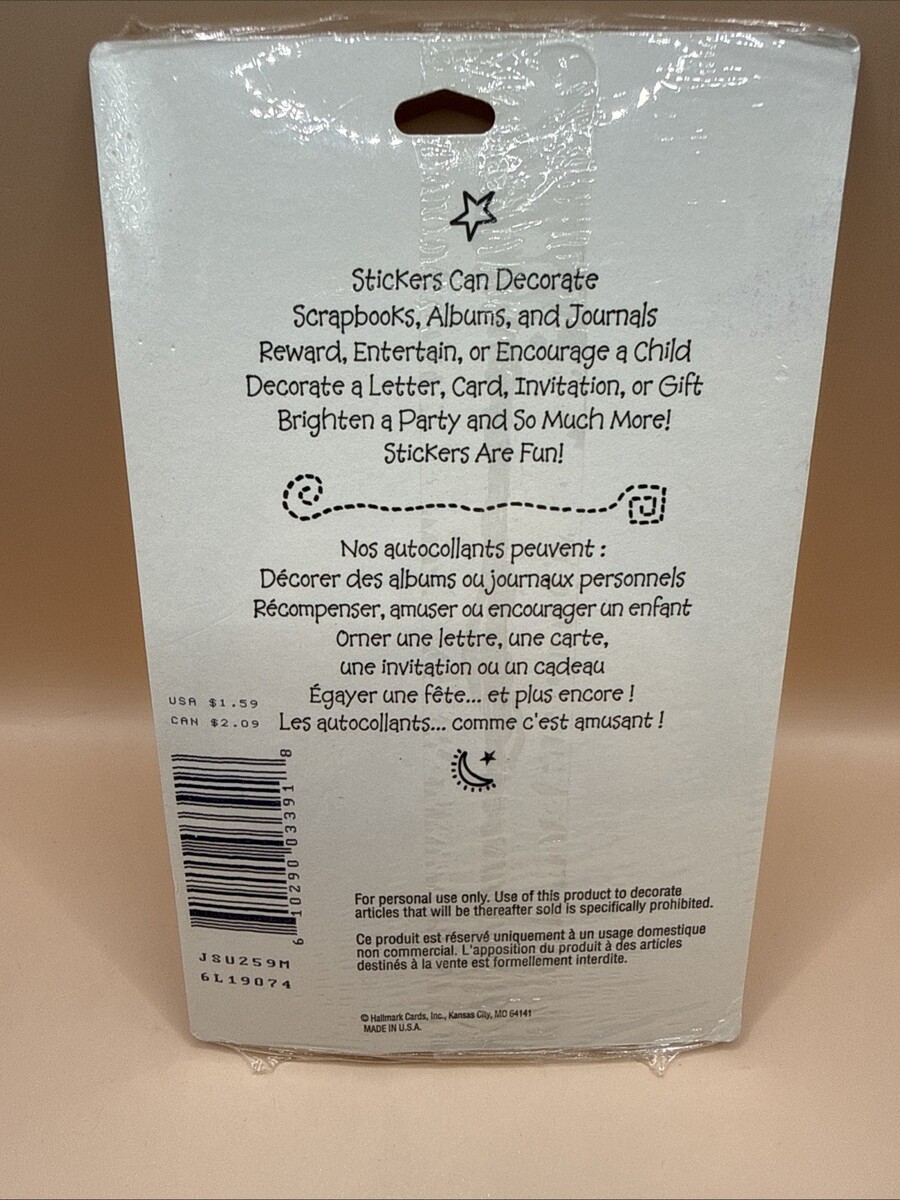 Stickers Can Decorate
Scrapbooks, Albums, and Journals
Reward, Entertain, or Encourage a Child
Decorate a Letter, Card, Invitation, or Gift
Brighten a Party and So Much More!
Stickers Are Fun!
Nos autocollants peuvent :
Décorer des albums ou journaux personnels
Récompenser, amuser ou encourager un enfant
Orner une lettre, une carte,
une invitation ou un cadeau
Égayer une fête... et plus encore !
Les autocollants... comme c'est amusant !
USA $1.59
CAN $2.09
6 10290 03391 8
JSU259M
6L19074
For personal use only. Use of this product to decorate
articles that will be thereafter sold is specifically prohibited.
Ce produit est réservé uniquement à un usage domestique
non commercial. L'apposition du produit à des articles
destinés à la vente est formellement interdite.
© Hallmark Cards, Inc., Kansas City, MO 64141
MADE IN U.S.A.